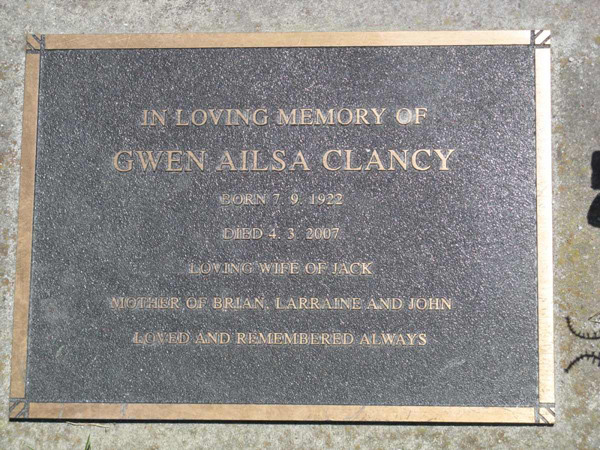 IN LOVING MEMORY OF
GWEN AILSA CLANCY
BORN 7. 9. 1922
DIED 4. 3. 2007
LOVING WIFE OF JACK
MOTHER OF BRIAN, LARRAINE AND JOHN
LOVED AND REMEMBERED ALWAYS